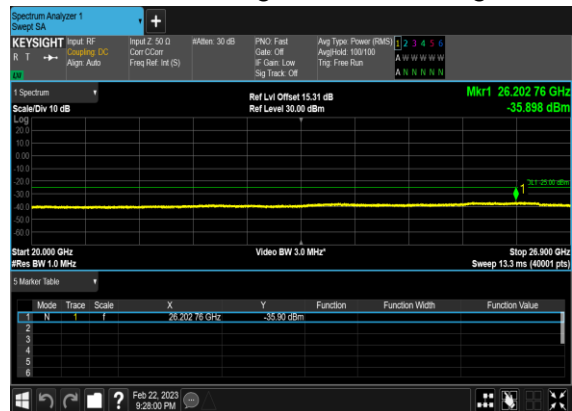 Spectrum Analyzer 1
Swept SA
+
KEYSIGHT Input: RF Input Z: 50 Ω #Atten: 30 dB PNO: Fast Avg Type: Power (RMS) 1 2 3 4 5 6
R T Coupling: DC Corr CCorr Gate: Off Avg|Hold: 100/100 A W W W W W
Align: Auto Freq Ref: Int (S) IF Gain: Low Trig: Free Run
Sig Track: Off A N N N N N
LXI
1 Spectrum Ref Lvl Offset 15.31 dB Mkr1 26.202 76 GHz
Scale/Div 10 dB Ref Level 30.00 dBm -35.898 dBm
Log
20.0
10.0
0.00
-10.0
-20.0
-30.0
-40.0
-50.0
-60.0
1
Start 20.000 GHz Video BW 3.0 MHz* Stop 26.900 GHz
#Res BW 1.0 MHz Sweep 13.3 ms (40001 pts)
5 Marker Table
Mode Trace Scale X Y Function Function Width Function Value
1 N 1 f 26.202 76 GHz -35.90 dBm
2
3
4
5
6
? Feb 22, 2023
9:28:00 PM